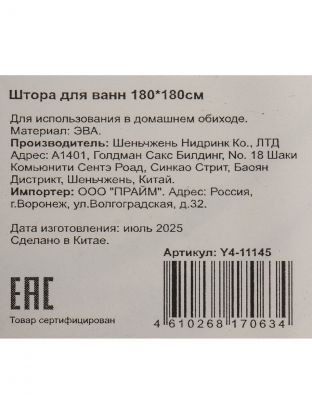 Штора для ванн 180*180см
Для использования в домашнем обиходе.
Материал: ЭВА.
Производитель: Шеньчжень Нидринк Ко., ЛТД
Адрес: А1401, Голдман Сакс Билдинг, No. 18 Шаки
Комьюнити Сентэ Роад, Синкао Стрит, Баоян
Дистрикт, Шеньчжень, Китай.
Импортер: ООО "ПРАЙМ". Адрес: Россия,
г.Воронеж, ул.Волгоградская, д.32.
Дата изготовления: июль 2025
Сделано в Китае.
Артикул: Y4-11145
EAC
Товар сертифицирован
4 610268 170634